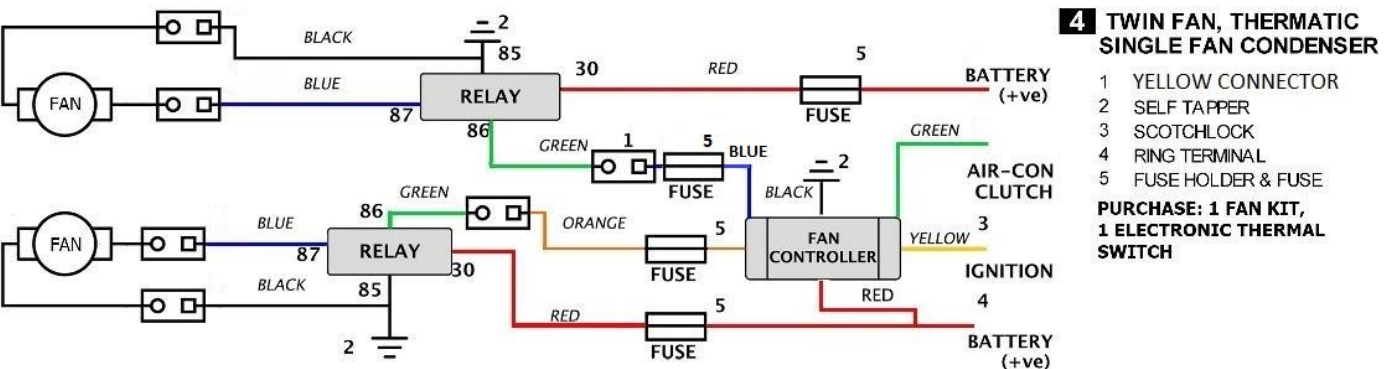 2
BLACK
85
30
RED
5
BATTERY
(+ve)
FAN
BLUE
RELAY
87
FUSE
86
GREEN
1
5
BLUE
FUSE
GREEN
2
BLACK
AIR-CON
CLUTCH
GREEN
86
ORANGE
5
3
FAN
BLUE
87
RELAY
30
FUSE
FAN
CONTROLLER
YELLOW
IGNITION
BLACK
85
RED
4
2
RED
5
FUSE
BATTERY
(+ve)
4 TWIN FAN, THERMATIC
SINGLE FAN CONDENSER
1 YELLOW CONNECTOR
2 SELF TAPPER
3 SCOTCHLOCK
4 RING TERMINAL
5 FUSE HOLDER & FUSE
PURCHASE: 1 FAN KIT,
1 ELECTRONIC THERMAL
SWITCH